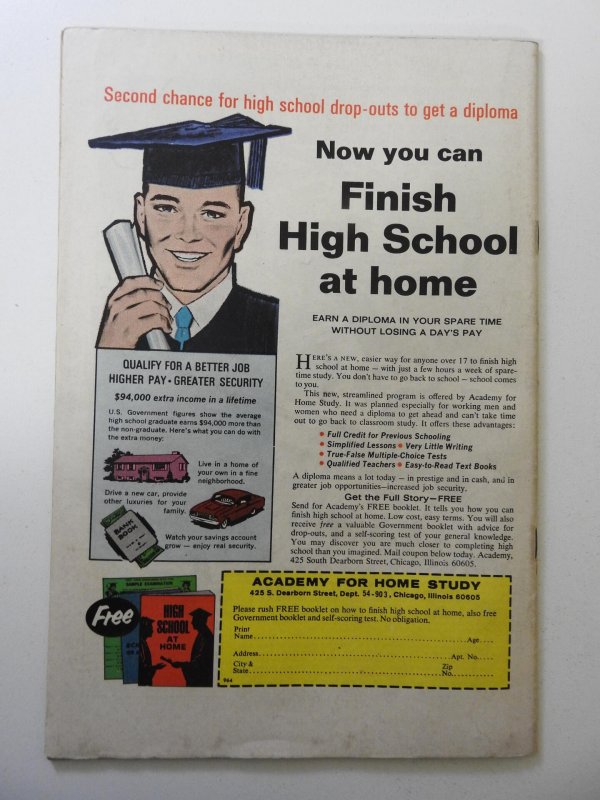 Second chance for high school drop-outs to get a diploma
Now you can
Finish
High School
at home
EARN A DIPLOMA IN YOUR SPARE TIME
WITHOUT LOSING A DAY'S PAY
QUALIFY FOR A BETTER JOB
HIGHER PAY • GREATER SECURITY
$94,000 extra income in a lifetime
U.S. Government figures show the average
high school graduate earns $94,000 more than
the non-graduate. Here's what you can do with
the extra money:
Live in a home of
your own in a fine
neighborhood.
Drive a new car, provide
other luxuries for your
family.
BANK
BOOK
Watch your savings account
grow — enjoy real security.
HERE'S A NEW, easier way for anyone over 17 to finish high
school at home — with just a few hours a week of spare-
time study. You don't have to go back to school – school comes
to you.
This new, streamlined program is offered by Academy for
Home Study. It was planned especially for working men and
women who need a diploma to get ahead and can't take time
out to go back to classroom study. It offers these advantages:
• Full Credit for Previous Schooling
• Simplified Lessons • Very Little Writing
• True-False Multiple-Choice Tests
• Qualified Teachers • Easy-to-Read Text Books
A diploma means a lot today – in prestige and in cash, and in
greater job opportunities—increased job security.
Get the Full Story—FREE
Send for Academy's FREE booklet. It tells you how you can
finish high school at home. Low cost, easy terms. You will also
receive free a valuable Government booklet with advice for
drop-outs, and a self-scoring test of your general knowledge.
You may discover you are much closer to completing high
school than you imagined. Mail coupon below today. Academy,
425 South Dearborn Street, Chicago, Illinois 60605.
Free
SAMPLE EXAMINATION
HIGH
SCHOOL
AT
HOME
ACADEMY FOR HOME STUDY
425 S. Dearborn Street, Dept. 54-903, Chicago, Illinois 60605
Please rush FREE booklet on how to finish high school at home, also free
Government booklet and self-scoring test. No obligation.
Print
Name Age
Address Apt. No.
City & Zip
State No.
964